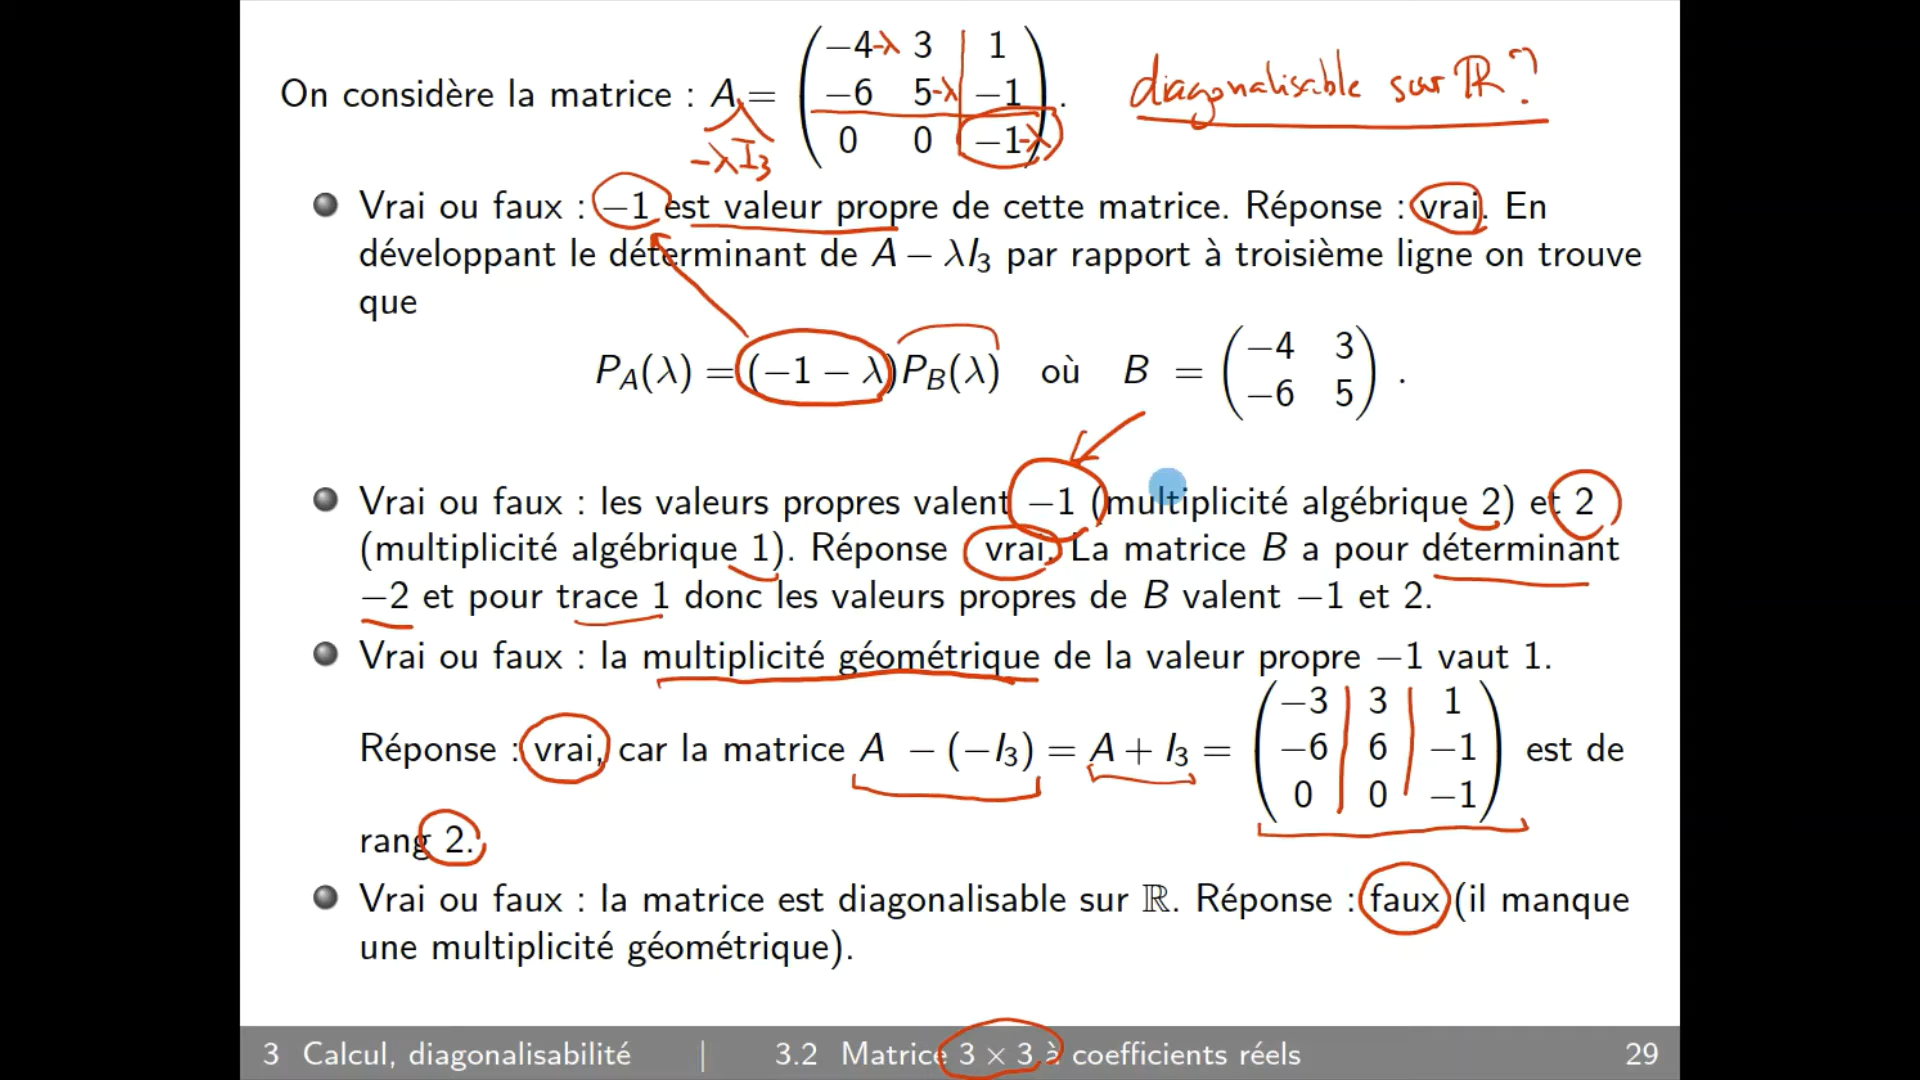 On considère la matrice : A = ( −4-λ 3 1
−6 5-λ −1
0 0 −1-λ ) . diagonalisable sur ℝ ?
-λI₃
Vrai ou faux : −1 est valeur propre de cette matrice. Réponse : vrai. En
développant le déterminant de A − λI₃ par rapport à troisième ligne on trouve
que
P_A(λ) = (−1 − λ)P_B(λ) où B = ( −4 3
−6 5 ) .
Vrai ou faux : les valeurs propres valent −1 (multiplicité algébrique 2) et 2
(multiplicité algébrique 1). Réponse vrai. La matrice B a pour déterminant
−2 et pour trace 1 donc les valeurs propres de B valent −1 et 2.
Vrai ou faux : la multiplicité géométrique de la valeur propre −1 vaut 1.
Réponse : vrai, car la matrice A − (−I₃) = A + I₃ = ( −3 3 1
−6 6 −1
0 0 −1 ) est de
rang 2.
Vrai ou faux : la matrice est diagonalisable sur ℝ. Réponse : faux (il manque
une multiplicité géométrique).
3 Calcul, diagonalisabilité | 3.2 Matrice 3 × 3 à coefficients réels 29